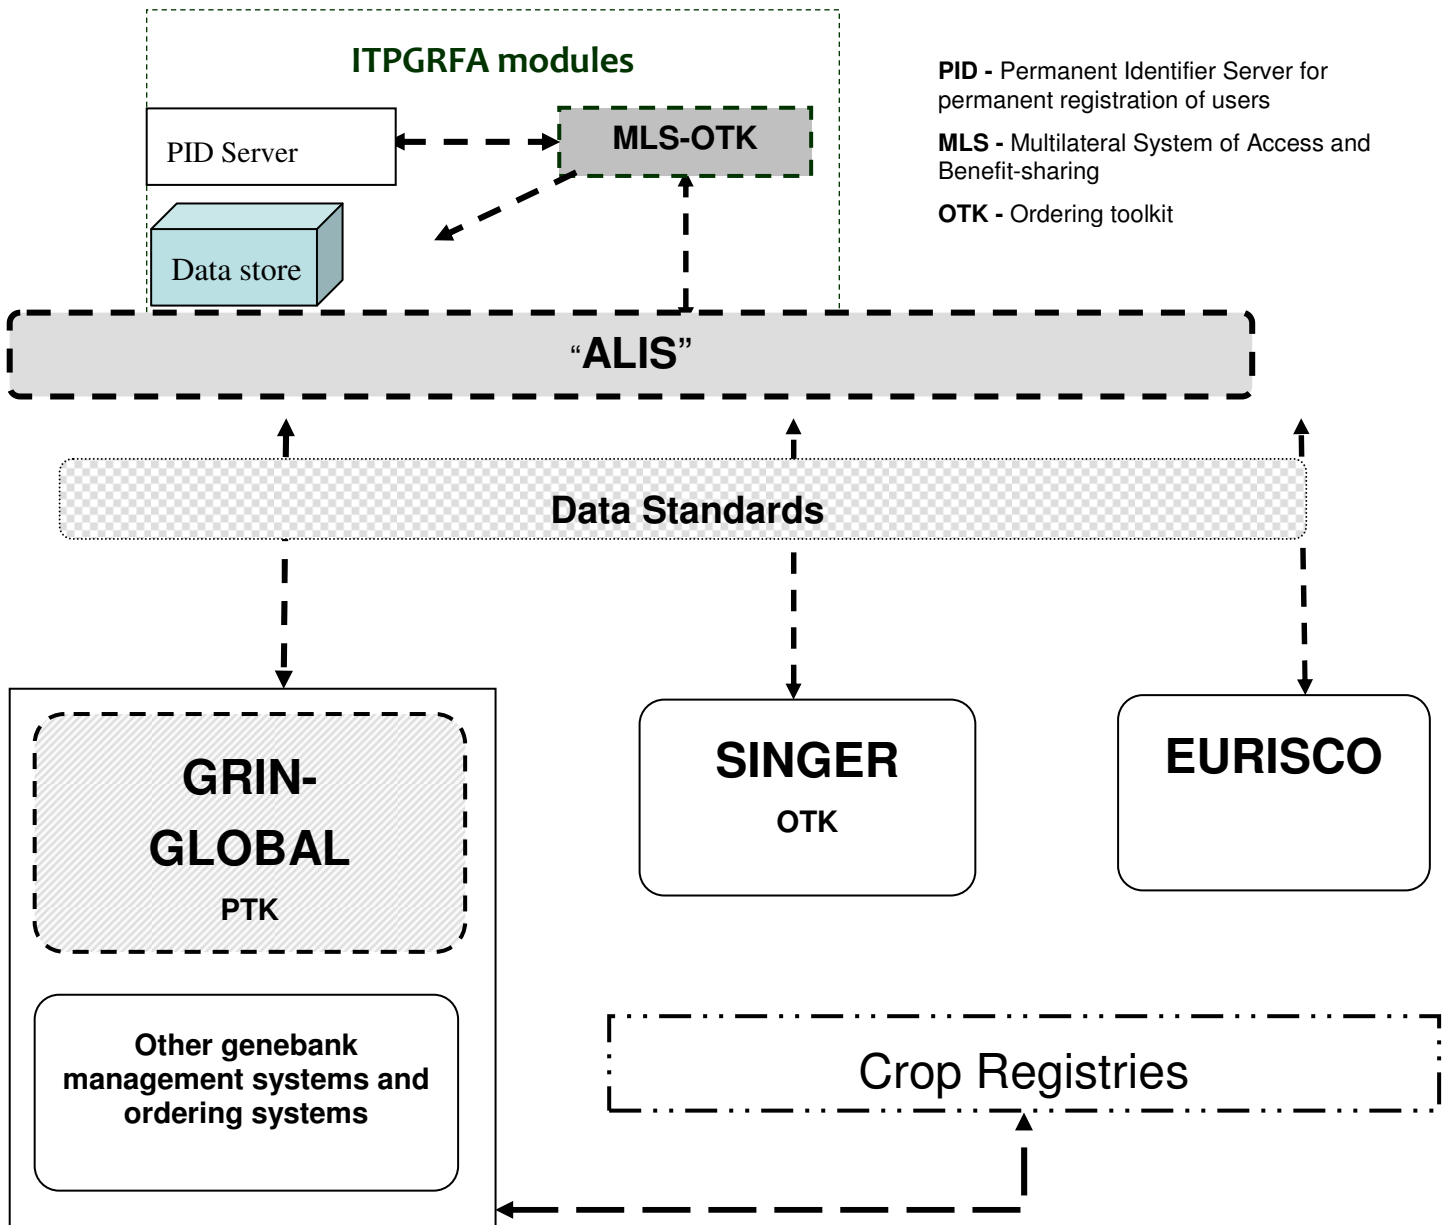 ITPGRFA modules
PID Server
MLS-OTK
Data store
PID - Permanent Identifier Server for
permanent registration of users
MLS - Multilateral System of Access and
Benefit-sharing
OTK - Ordering toolkit
“ALIS”
Data Standards
GRIN-
GLOBAL
PTK
SINGER
OTK
EURISCO
Other genebank
management systems and
ordering systems
Crop Registries